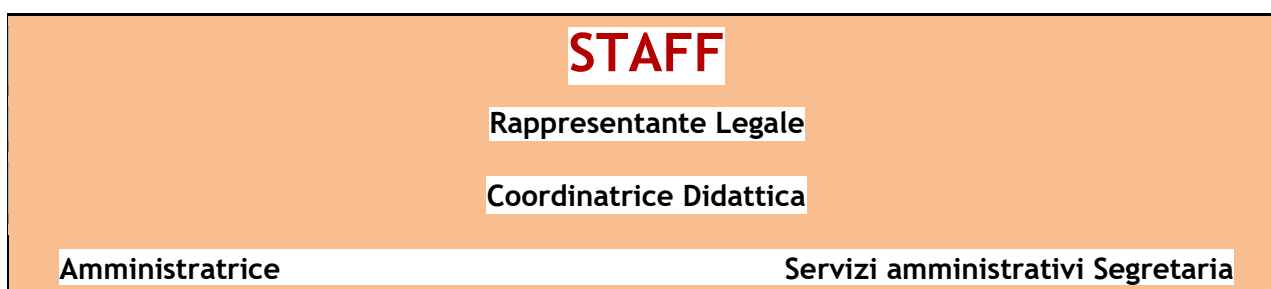 STAFF
Rappresentante Legale
Coordinatrice Didattica
Amministratrice Servizi amministrativi Segretaria